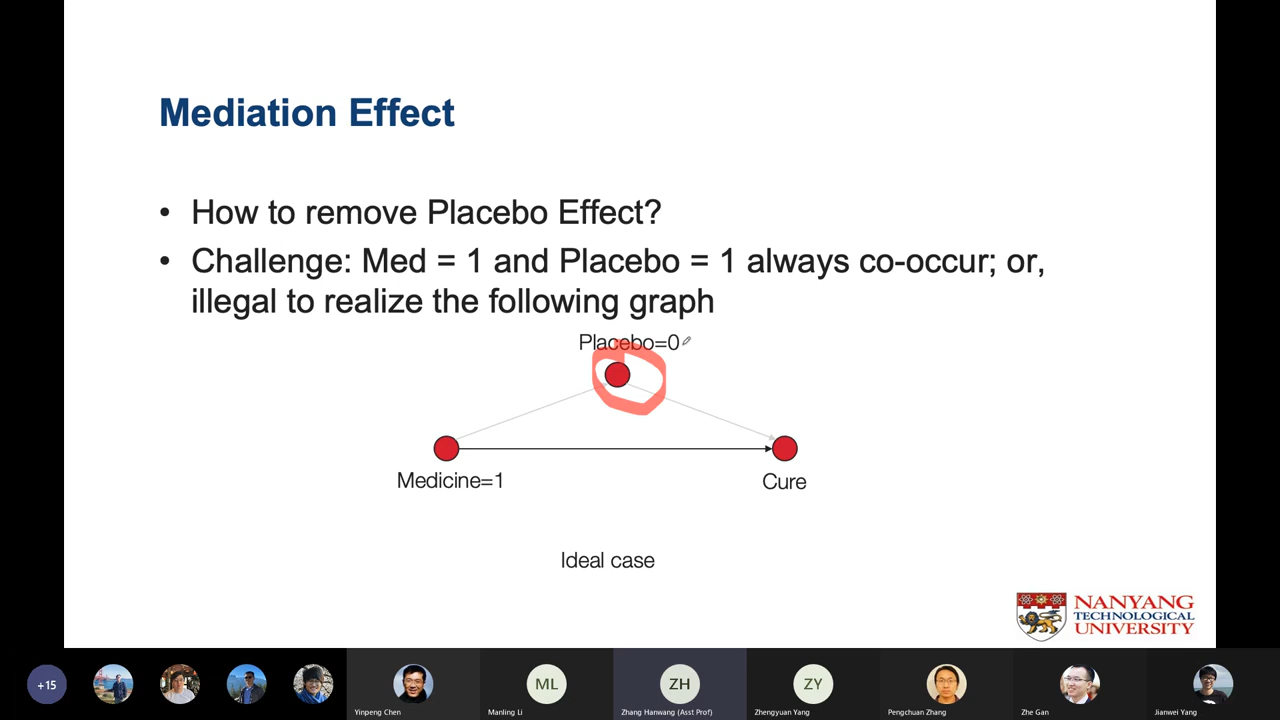 Mediation Effect
• How to remove Placebo Effect?
• Challenge: Med = 1 and Placebo = 1 always co-occur; or,
illegal to realize the following graph
Placebo=0
Medicine=1
Cure
Ideal case
NANYANG
TECHNOLOGICAL
UNIVERSITY
+15
ML
ZH
ZY
Yinpeng Chen
Manling Li
Zhang Hanwang (Asst Prof)
Zhengyuan Yang
Pengchuan Zhang
Zhe Gan
Jianwei Yang